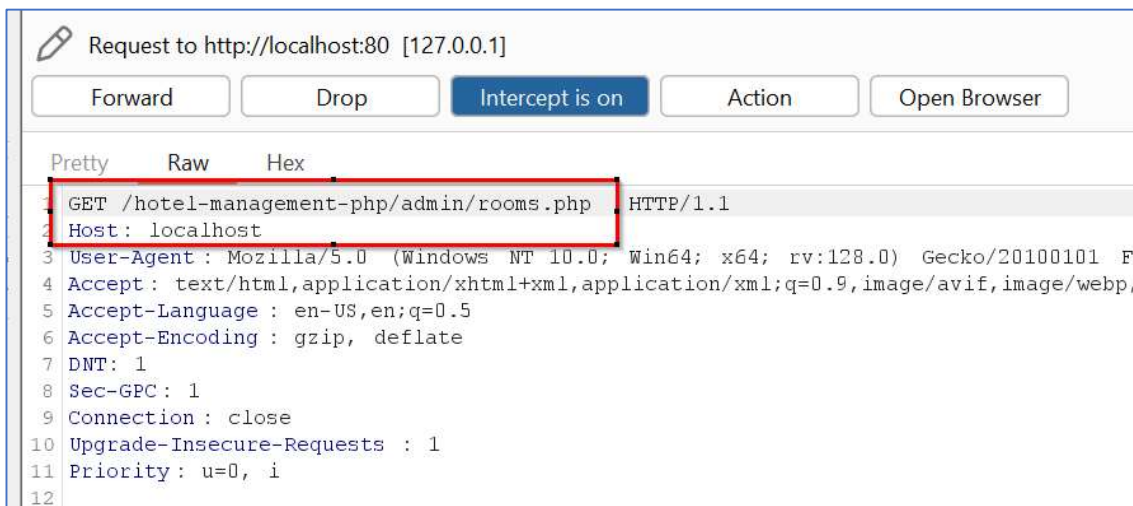 Request to http://localhost:80 [127.0.0.1]
Forward Drop Intercept is on Action Open Browser
Pretty Raw Hex
1 GET /hotel-management-php/admin/rooms.php HTTP/1.1
2 Host: localhost
3 User-Agent: Mozilla/5.0 (Windows NT 10.0; Win64; x64; rv:128.0) Gecko/20100101 F
4 Accept: text/html,application/xhtml+xml,application/xml;q=0.9,image/avif,image/webp,
5 Accept-Language: en-US,en;q=0.5
6 Accept-Encoding: gzip, deflate
7 DNT: 1
8 Sec-GPC: 1
9 Connection: close
10 Upgrade-Insecure-Requests: 1
11 Priority: u=0, i
12